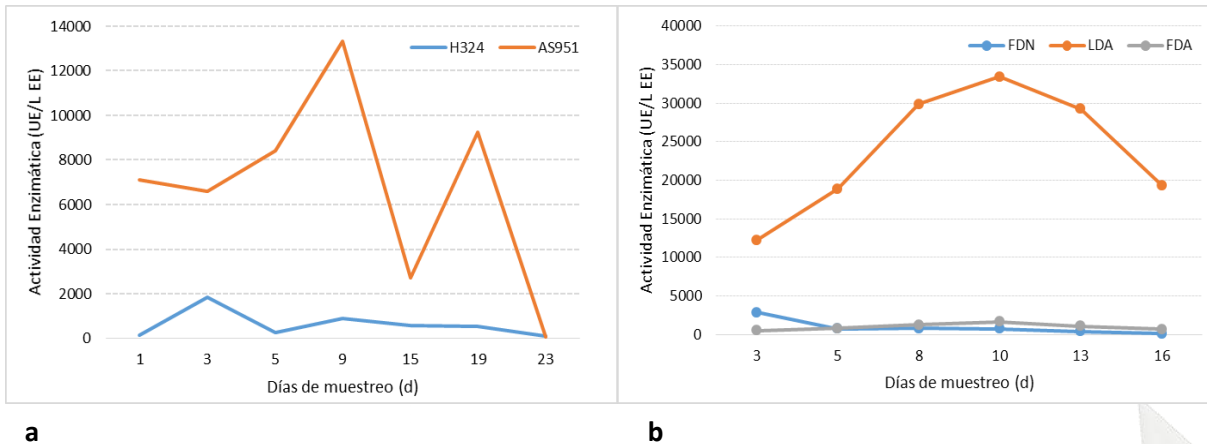 H324 AS951
Actividad Enzimática (UE/L EE)
14000
12000
10000
8000
6000
4000
2000
0
1 3 5 9 15 19 23
Días de muestreo (d)
a
FDN LDA FDA
Actividad Enzimática (UE/L EE)
40000
35000
30000
25000
20000
15000
10000
5000
0
3 5 8 10 13 16
Días de muestreo (d)
b